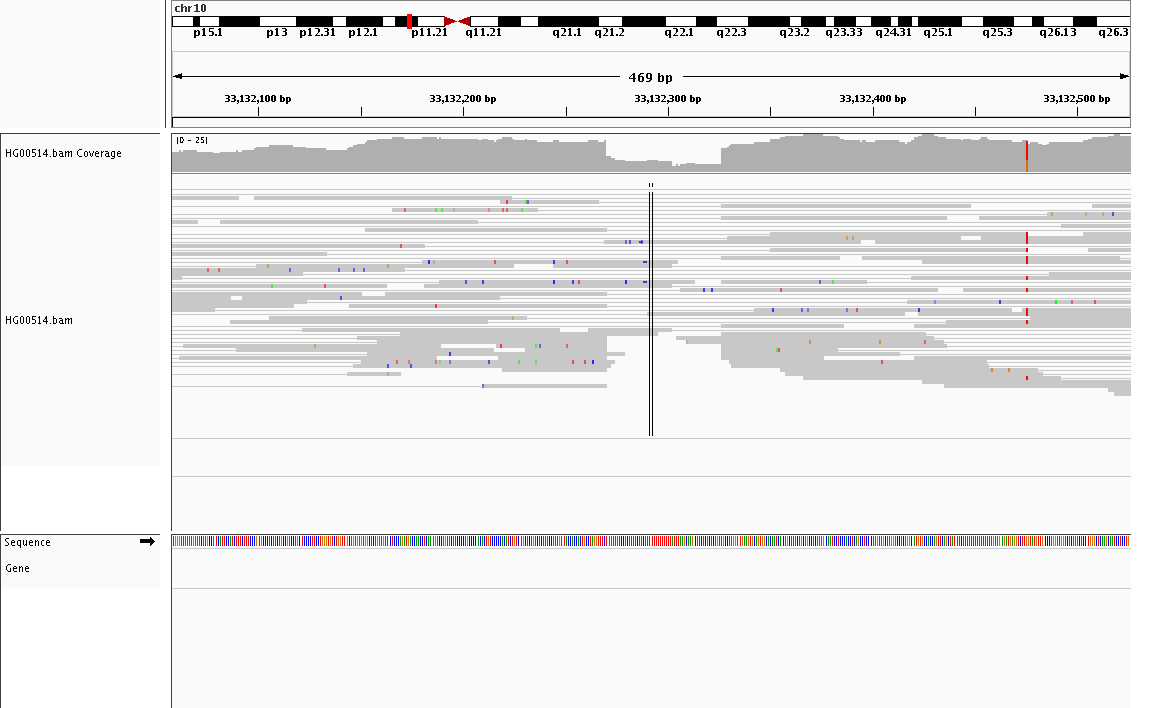 chr10
p15.1 p13 p12.31 p12.1 p11.21 q11.21 q21.1 q21.2 q22.1 q22.3 q23.2 q23.33 q24.31 q25.1 q25.3 q26.13 q26.3
469 bp
33,132,100 bp 33,132,200 bp 33,132,300 bp 33,132,400 bp 33,132,500 bp
[0 - 25]
HG00514.bam Coverage
HG00514.bam
Sequence
Gene